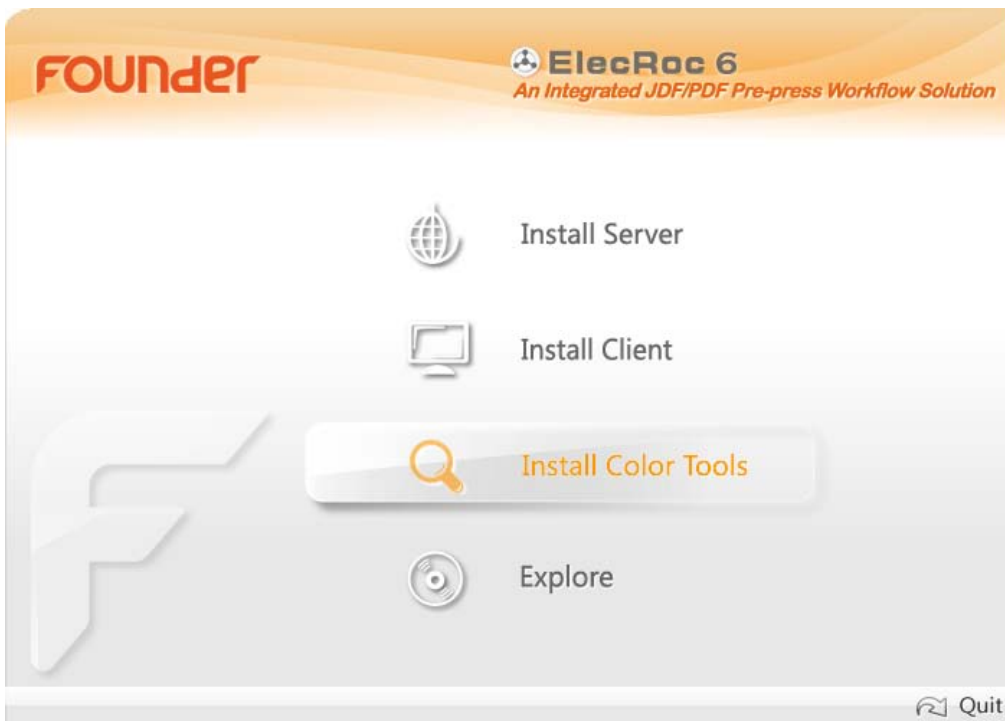 FOUNDER
ElecRoc 6
An Integrated JDF/PDF Pre-press Workflow Solution
Install Server
Install Client
Install Color Tools
Explore
Quit